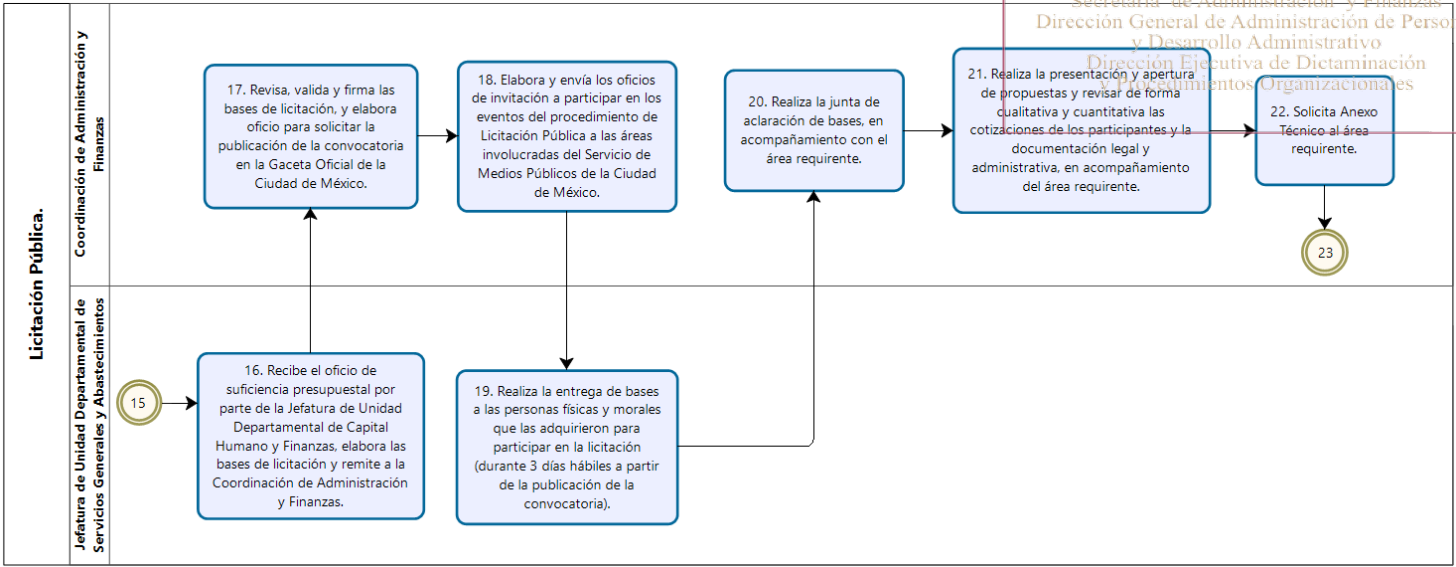 Secretaría de Administración y Finanzas
Dirección General de Administración de Perso
y Desarrollo Administrativo
Dirección Ejecutiva de Dictaminación
y Procedimientos Organizacionales
Licitación Pública.
Coordinación de Administración y
Finanzas
17. Revisa, valida y firma las
bases de licitación, y elabora
oficio para solicitar la
publicación de la convocatoria
en la Gaceta Oficial de la
Ciudad de México.
18. Elabora y envía los oficios
de invitación a participar en los
eventos del procedimiento de
Licitación Pública a las áreas
involucradas del Servicio de
Medios Públicos de la Ciudad
de México.
20. Realiza la junta de
aclaración de bases, en
acompañamiento con el
área requirente.
21. Realiza la presentación y apertura
de propuestas y revisar de forma
cualitativa y cuantitativa las
cotizaciones de los participantes y la
documentación legal y
administrativa, en acompañamiento
del área requirente.
22. Solicita Anexo
Técnico al área
requirente.
23
Jefatura de Unidad Departamental de
Servicios Generales y Abastecimientos
15
16. Recibe el oficio de
suficiencia presupuestal por
parte de la Jefatura de Unidad
Departamental de Capital
Humano y Finanzas, elabora las
bases de licitación y remite a la
Coordinación de Administración
y Finanzas.
19. Realiza la entrega de bases
a las personas físicas y morales
que las adquirieron para
participar en la licitación
(durante 3 días hábiles a partir
de la publicación de la
convocatoria).